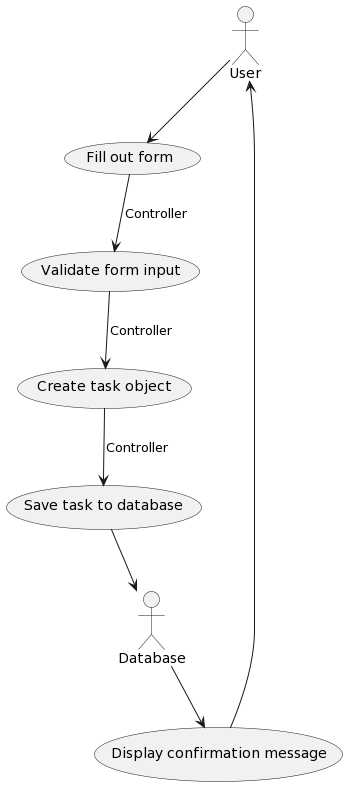 User
Fill out form
Controller
Validate form input
Controller
Create task object
Controller
Save task to database
Database
Display confirmation message